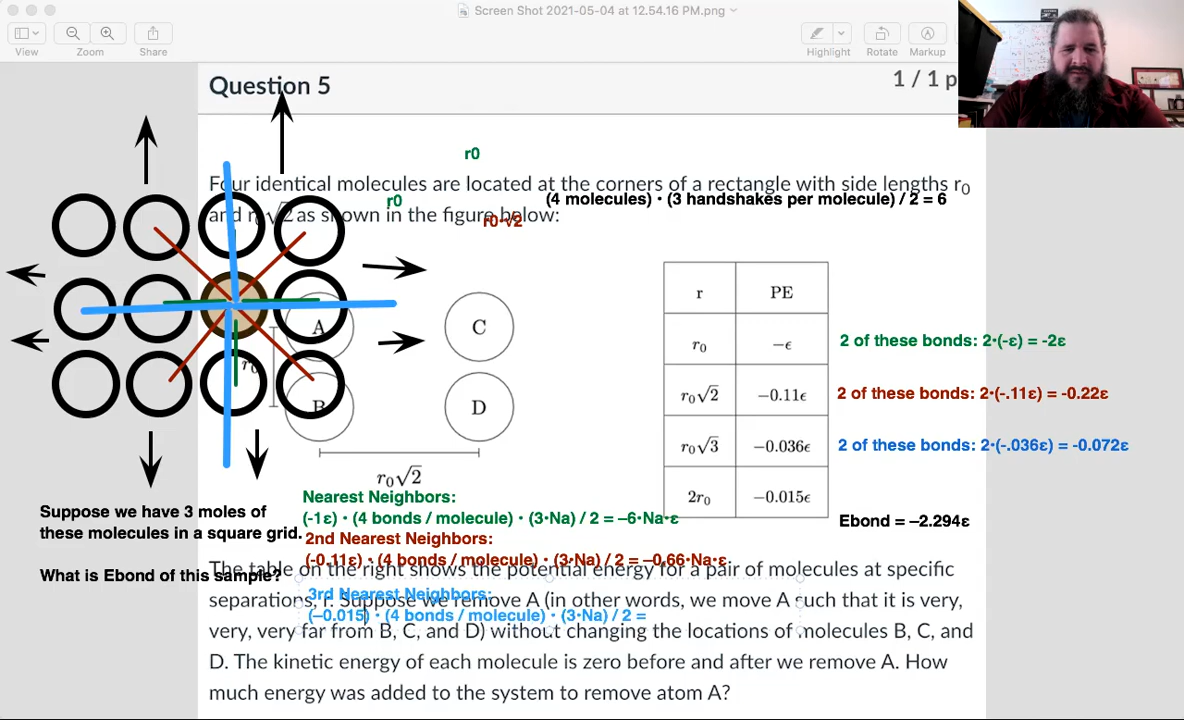 Screen Shot 2021-05-04 at 12.54.16 PM.png
View
Zoom
Share
Highlight
Rotate
Markup
Question 5
1 / 1 p
r0
Four identical molecules are located at the corners of a rectangle with side lengths r0
(4 molecules) • (3 handshakes per molecule) / 2 = 6
r0
and r0√2 as shown in the figure below:
r0•√2
r
PE
A
C
r0
−ϵ
2 of these bonds: 2•(-ε) = -2ε
r0
r0√2
−0.11ϵ
2 of these bonds: 2•(-.11ε) = -0.22ε
B
D
r0√3
−0.036ϵ
2 of these bonds: 2•(-.036ε) = -0.072ε
r0√2
2r0
−0.015ϵ
Ebond = –2.294ε
Suppose we have 3 moles of
these molecules in a square grid.
What is Ebond of this sample?
Nearest Neighbors:
(-1ε) • (4 bonds / molecule) • (3•Na) / 2 = –6•Na•ε
2nd Nearest Neighbors:
(-0.11ε) • (4 bonds / molecule) • (3•Na) / 2 = –0.66•Na•ε
3rd Nearest Neighbors:
(–0.015) • (4 bonds / molecule) • (3•Na) / 2 =
The table on the right shows the potential energy for a pair of molecules at specific
separations, r. Suppose we remove A (in other words, we move A such that it is very,
very, very far from B, C, and D) without changing the locations of molecules B, C, and
D. The kinetic energy of each molecule is zero before and after we remove A. How
much energy was added to the system to remove atom A?